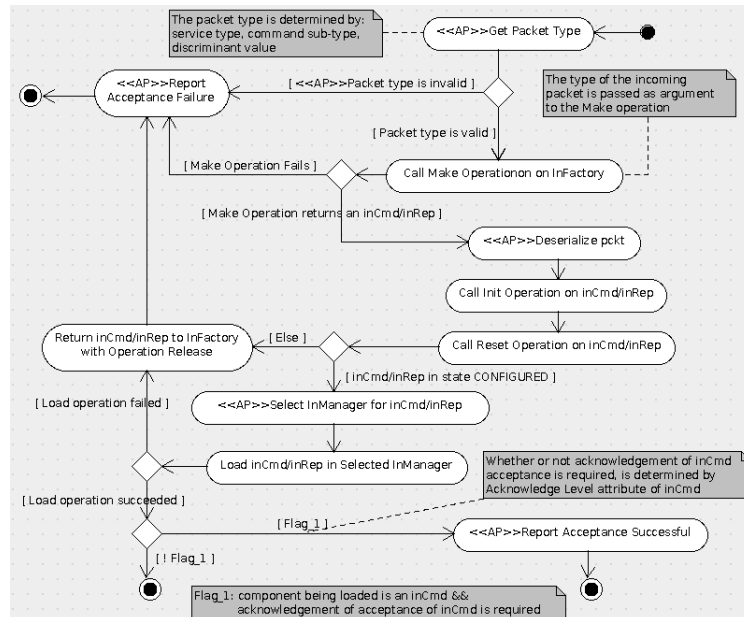 The packet type is determined by:
service type, command sub-type,
discriminant value
<<AP>>Get Packet Type
<<AP>>Report
Acceptance Failure
[ <<AP>>Packet type is invalid ]
The type of the incoming
packet is passed as argument
to the Make operation
[ Packet type is valid ]
[ Make Operation Fails ]
Call Make Operationon on InFactory
[ Make Operation returns an inCmd/inRep ]
<<AP>>Deserialize pckt
Call Init Operation on inCmd/inRep
Return inCmd/inRep to InFactory
with Operation Release
[ Else ]
Call Reset Operation on inCmd/inRep
[ inCmd/inRep in state CONFIGURED ]
[ Load operation failed ]
<<AP>>Select InManager for inCmd/inRep
Load inCmd/inRep in Selected InManager
Whether or not acknowledgement of inCmd
acceptance is required, is determined by
Acknowledge Level attribute of inCmd
[ Load operation succeeded ]
[ Flag_1 ]
<<AP>>Report Acceptance Successful
[ ! Flag_1 ]
Flag_1: component being loaded is an inCmd &&
acknowledgement of acceptance of inCmd is required